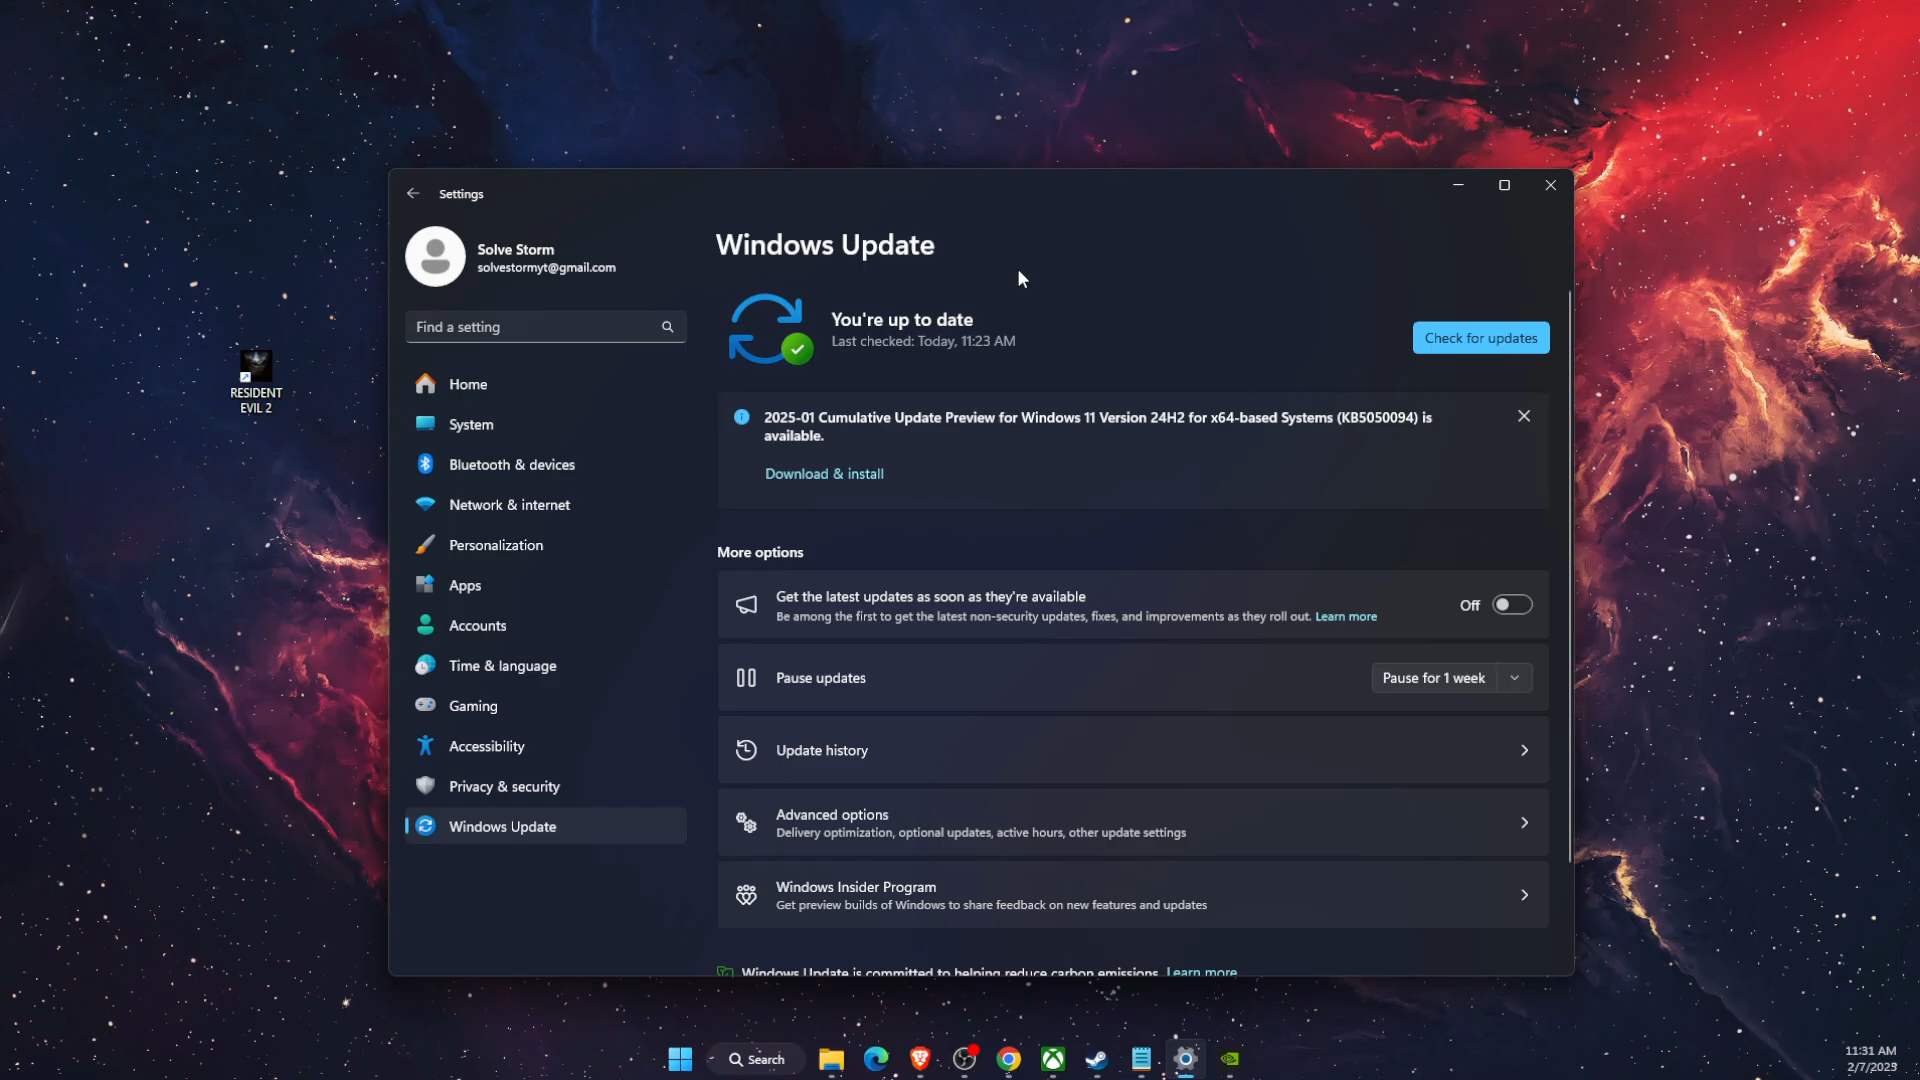 Settings
Solve Storm
solvestormyt@gmail.com
Find a setting
Home
System
Bluetooth & devices
Network & internet
Personalization
Apps
Accounts
Time & language
Gaming
Accessibility
Privacy & security
Windows Update
Windows Update
You're up to date
Last checked: Today, 11:23 AM
Check for updates
2025-01 Cumulative Update Preview for Windows 11 Version 24H2 for x64-based Systems (KB5050094) is
available.
Download & install
More options
Get the latest updates as soon as they're available
Be among the first to get the latest non-security updates, fixes, and improvements as they roll out. Learn more
Off
Pause updates
Pause for 1 week
Update history
Advanced options
Delivery optimization, optional updates, active hours, other update settings
Windows Insider Program
Get preview builds of Windows to share feedback on new features and updates
Windows Update is committed to helping reduce carbon emissions. Learn more
RESIDENT
EVIL 2
Search
11:31 AM
2/7/2025